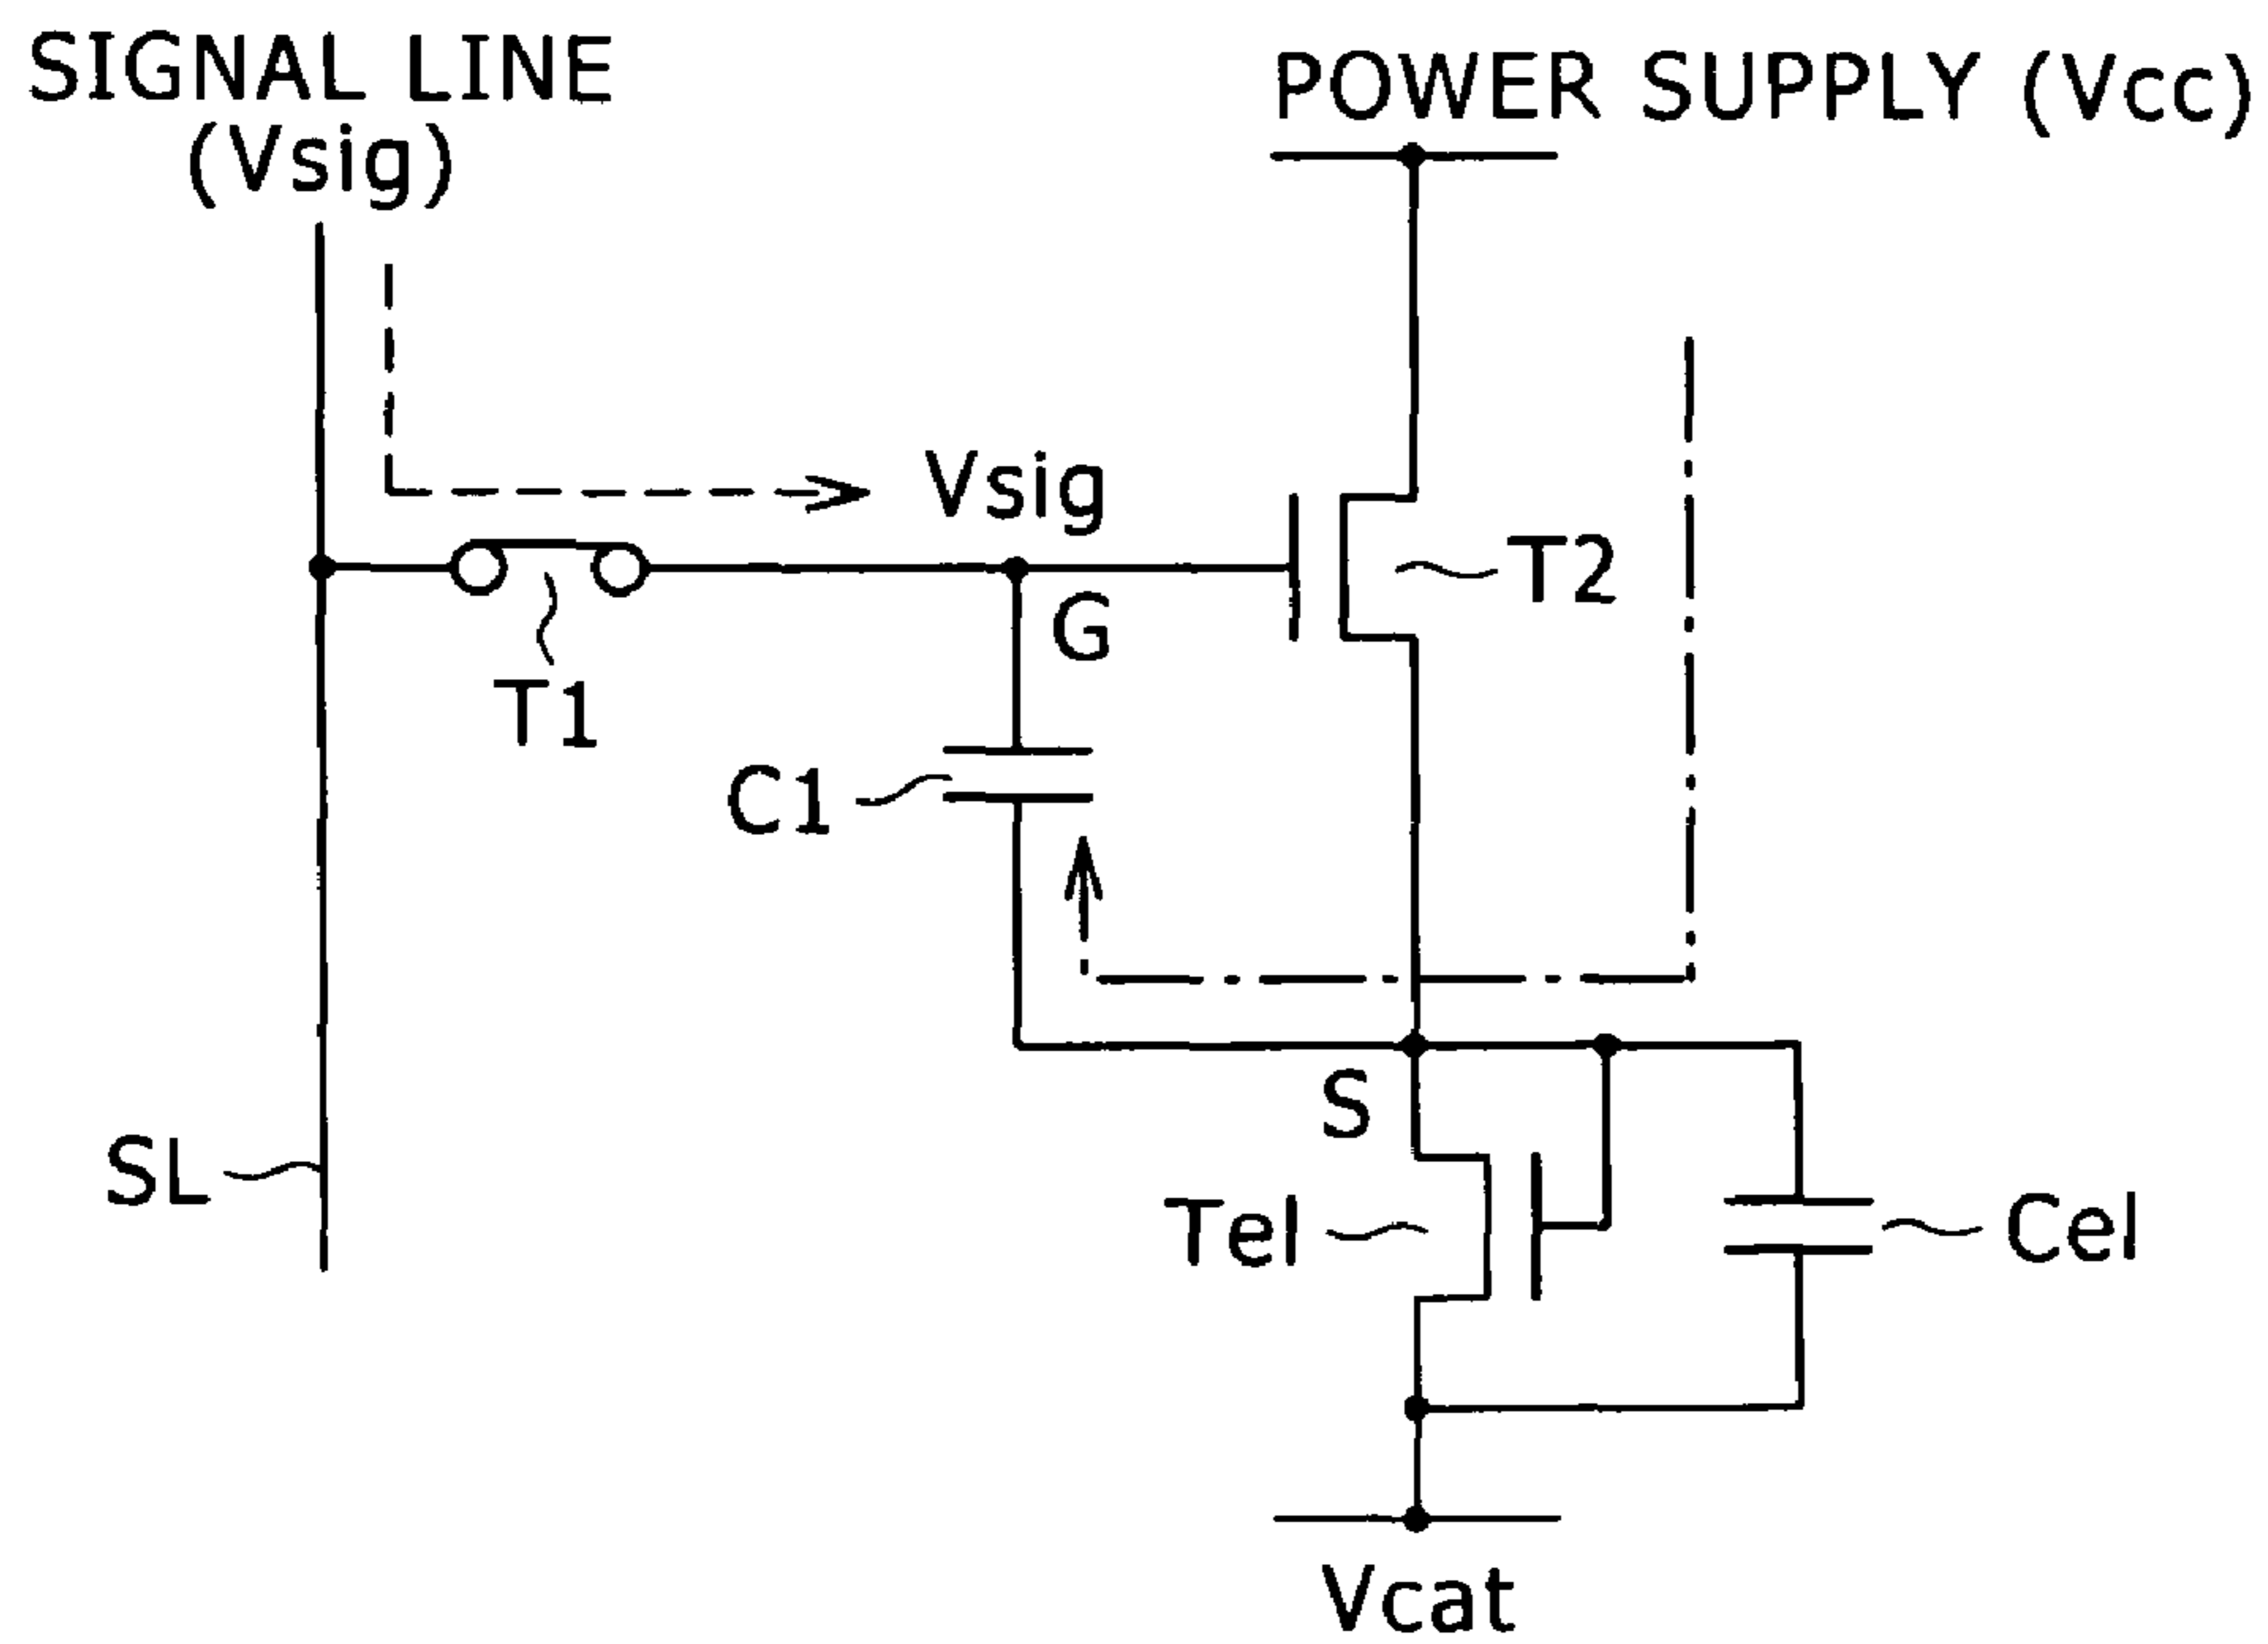 SIGNAL LINE
(Vsig)
POWER SUPPLY (Vcc)
Vsig
T2
G
T1
C1
S
SL
Tel
Cel
Vcat